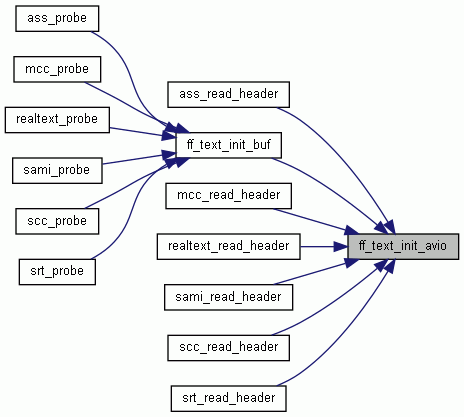 ass_probe
mcc_probe
realtext_probe
sami_probe
scc_probe
srt_probe
ass_read_header
ff_text_init_buf
mcc_read_header
realtext_read_header
sami_read_header
scc_read_header
srt_read_header
ff_text_init_avio